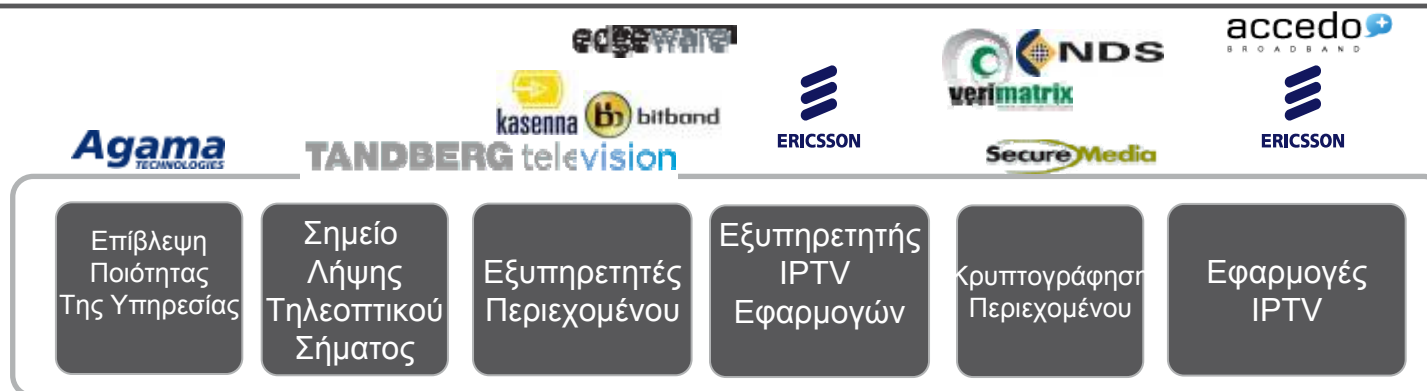 edgeware
accedo
BROADBAND
NDS
verimatrix
kasenna
bitband
ERICSSON
ERICSSON
Agama
TECHNOLOGIES
TANDBERG television
SecureMedia
Επίβλεψη
Ποιότητας
Της Υπηρεσίας
Σημείο
Λήψης
Τηλεοπτικού
Σήματος
Εξυπηρετητές
Περιεχομένου
Εξυπηρετητής
IPTV
Εφαρμογών
Κρυπτογράφηση
Περιεχομένου
Εφαρμογές
IPTV